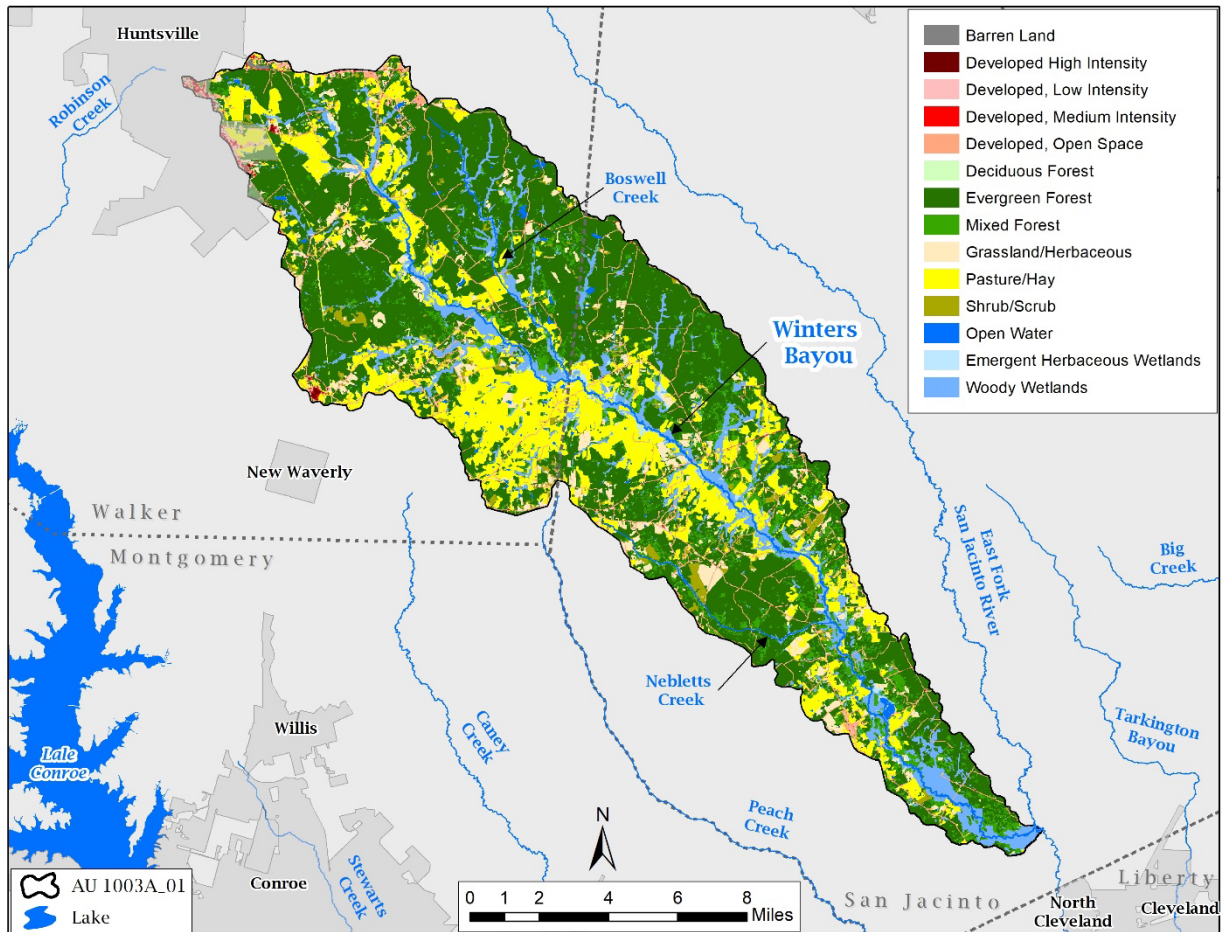 Huntsville
Robinson
Creek
Boswell
Creek
Winters
Bayou
New Waverly
Walker
Montgomery
East Fork
San Jacinto River
Big
Creek
Nebletts
Creek
Willis
Caney
Creek
Tarkington
Bayou
Lale
Conroe
Peach
Creek
Stewarts
Creek
Conroe
San Jacinto
Liberty
North
Cleveland
Cleveland
Barren Land
Developed High Intensity
Developed, Low Intensity
Developed, Medium Intensity
Developed, Open Space
Deciduous Forest
Evergreen Forest
Mixed Forest
Grassland/Herbaceous
Pasture/Hay
Shrub/Scrub
Open Water
Emergent Herbaceous Wetlands
Woody Wetlands
AU 1003A_01
Lake
N
0 1 2 4 6 8
Miles